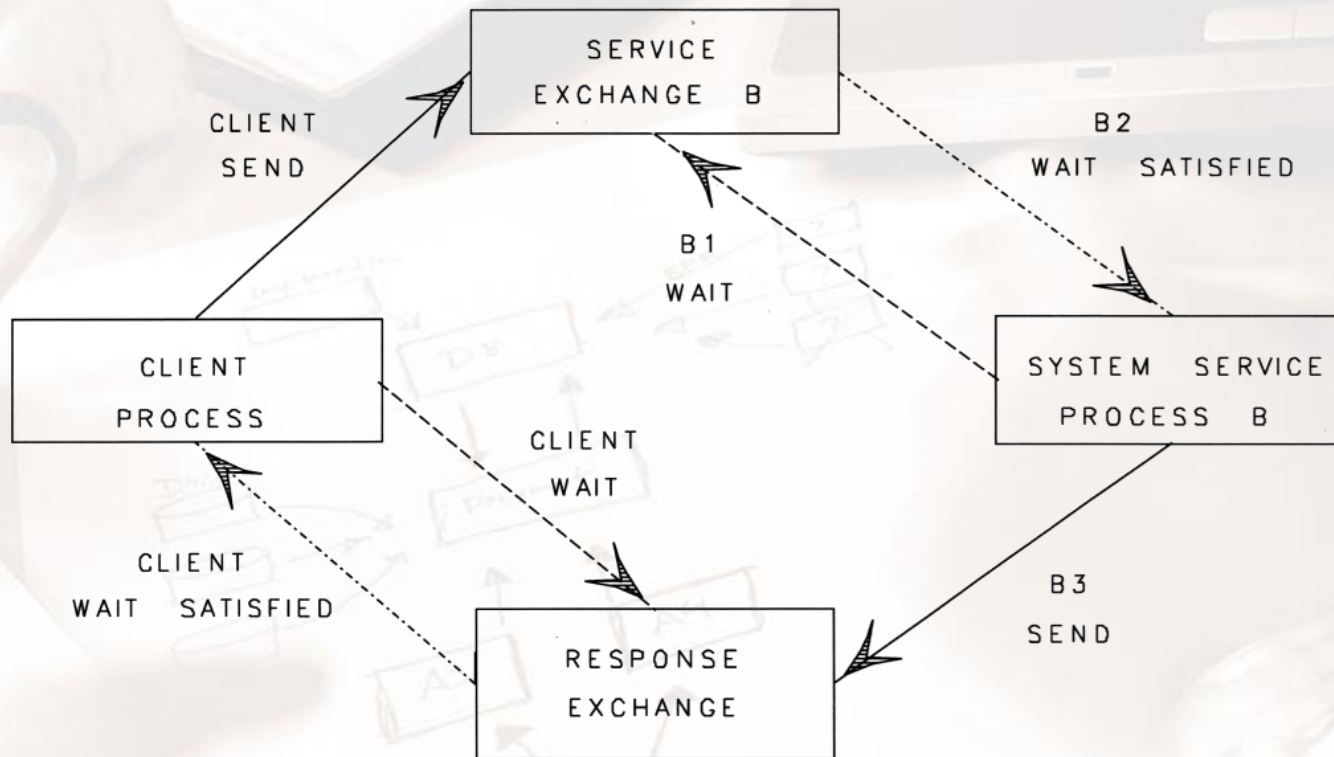 SERVICE
EXCHANGE B
CLIENT
SEND
B2
WAIT SATISFIED
B1
WAIT
CLIENT
PROCESS
SYSTEM SERVICE
PROCESS B
CLIENT
WAIT
CLIENT
WAIT SATISFIED
B3
SEND
RESPONSE
EXCHANGE
D8